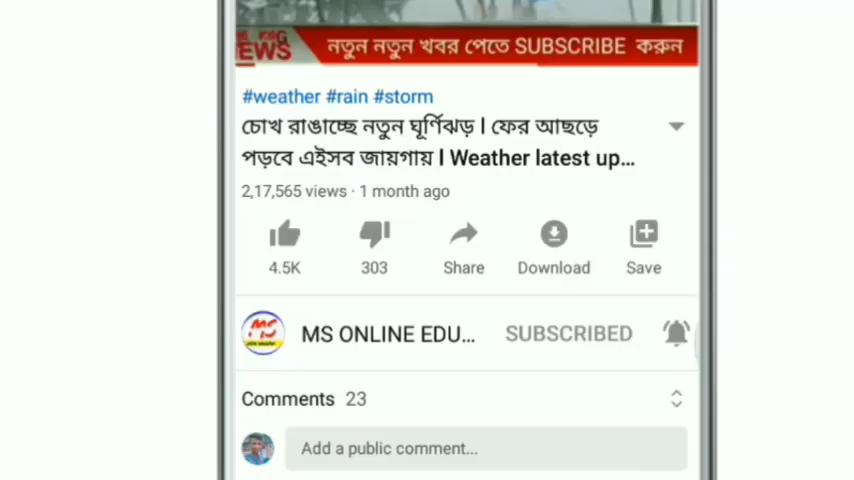 NEWS
নতুন নতুন খবর পেতে SUBSCRIBE করুন
#weather #rain #storm
চোখ রাঙাচ্ছে নতুন ঘূর্ণিঝড় l ফের আছড়ে
পড়বে এইসব জায়গায় l Weather latest up...
2,17,565 views · 1 month ago
4.5K 303 Share Download Save
MS
MS ONLINE EDU... SUBSCRIBED
Comments 23
Add a public comment...